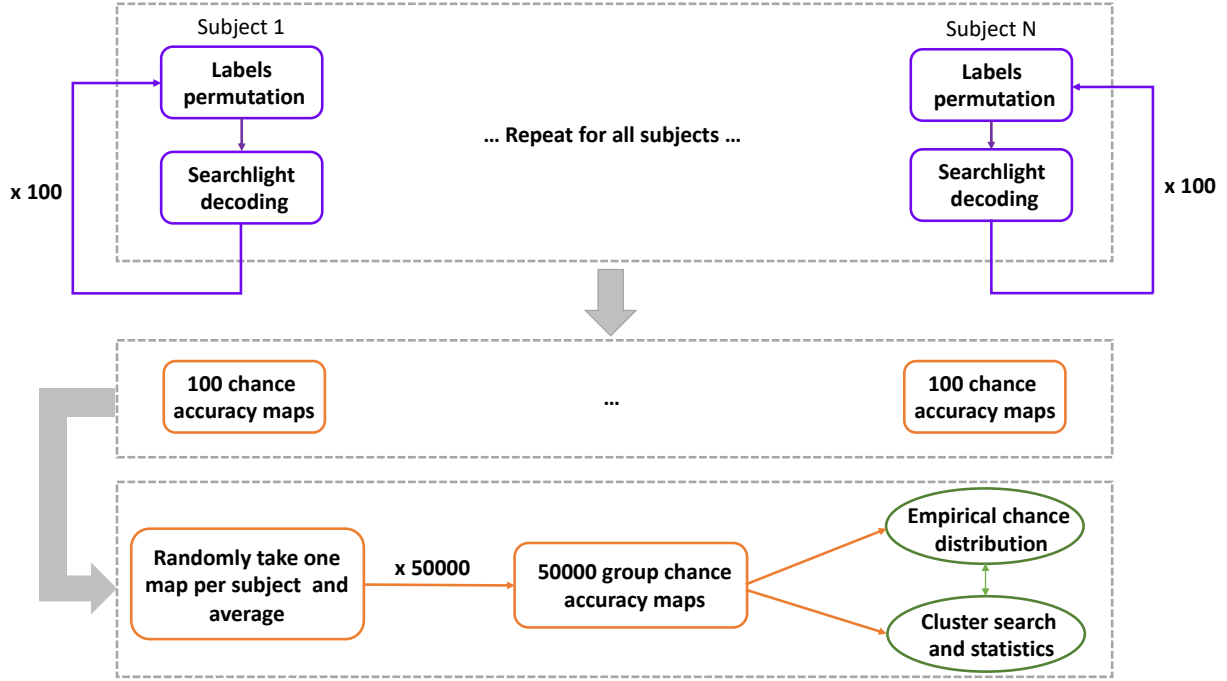 Subject 1
Subject N
Labels
permutation
Labels
permutation
... Repeat for all subjects ...
Searchlight
decoding
Searchlight
decoding
x 100
x 100
100 chance
accuracy maps
...
100 chance
accuracy maps
Randomly take one
map per subject and
average
x 50000
50000 group chance
accuracy maps
Empirical chance
distribution
Cluster search
and statistics